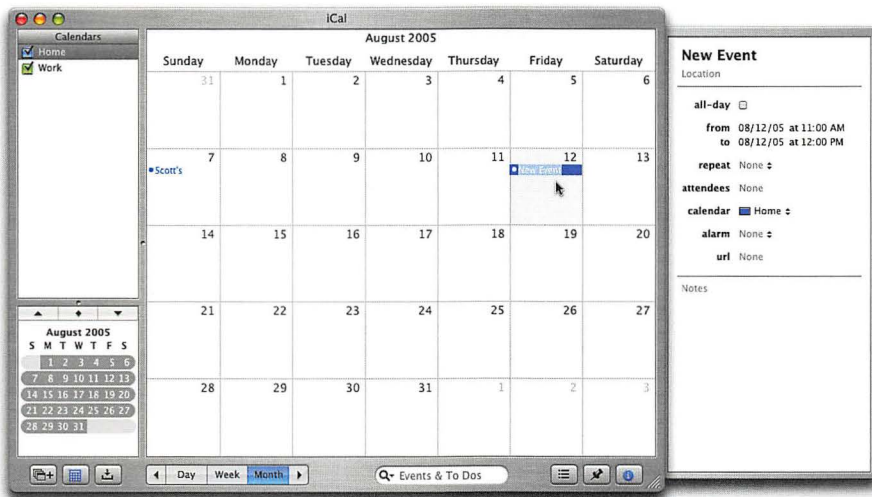 iCal
Calendars
Home
Work
August 2005
Sunday Monday Tuesday Wednesday Thursday Friday Saturday
31 1 2 3 4 5 6
7 8 9 10 11 12 13
•Scott's New Event
14 15 16 17 18 19 20
21 22 23 24 25 26 27
28 29 30 31 1 2 3
August 2005
S M T W T F S
1 2 3 4 5 6
7 8 9 10 11 12 13
14 15 16 17 18 19 20
21 22 23 24 25 26 27
28 29 30 31
Day Week Month
Events & To Dos
New Event
Location
all-day
from 08/12/05 at 11:00 AM
to 08/12/05 at 12:00 PM
repeat None
attendees None
calendar Home
alarm None
url None
Notes